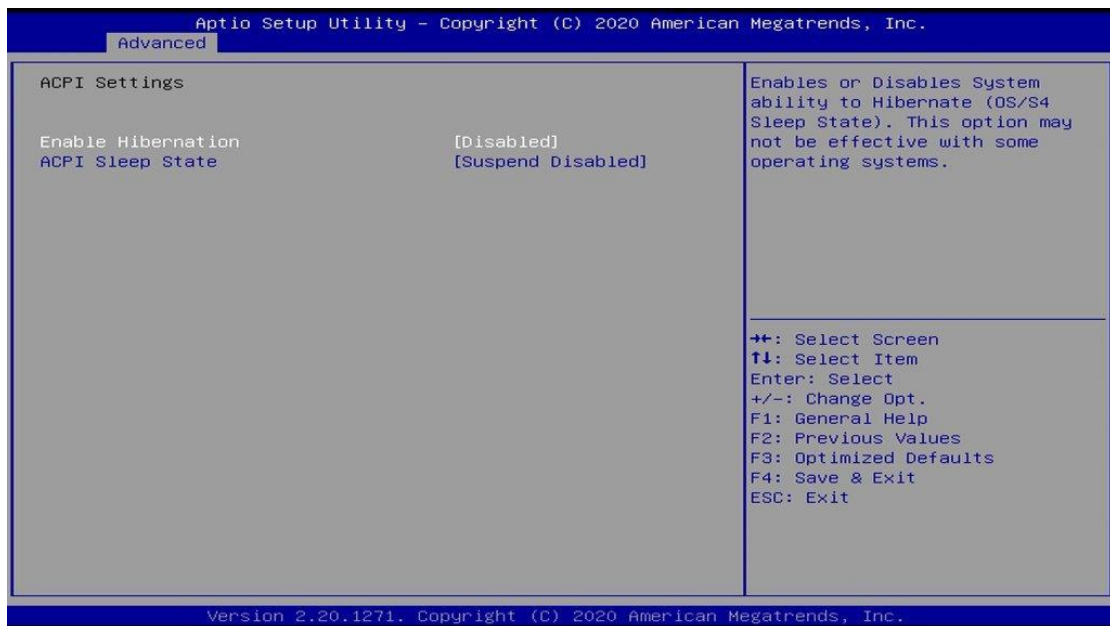 Aptio Setup Utility – Copyright (C) 2020 American Megatrends, Inc.
Advanced
ACPI Settings
Enable Hibernation [Disabled]
ACPI Sleep State [Suspend Disabled]
Enables or Disables System
ability to Hibernate (OS/S4
Sleep State). This option may
not be effective with some
operating systems.
→←: Select Screen
↑↓: Select Item
Enter: Select
+/-: Change Opt.
F1: General Help
F2: Previous Values
F3: Optimized Defaults
F4: Save & Exit
ESC: Exit
Version 2.20.1271. Copyright (C) 2020 American Megatrends, Inc.